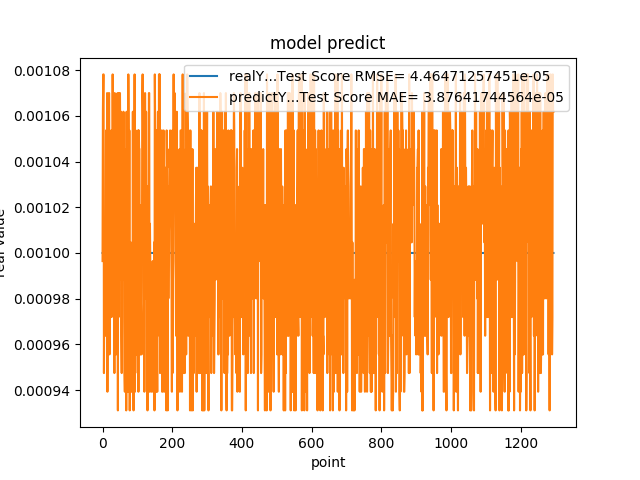 model predict
realY...Test Score RMSE= 4.46471257451e-05
predictY...Test Score MAE= 3.87641744564e-05
0.00108
0.00106
0.00104
0.00102
0.00100
0.00098
0.00096
0.00094
real value
0 200 400 600 800 1000 1200
point